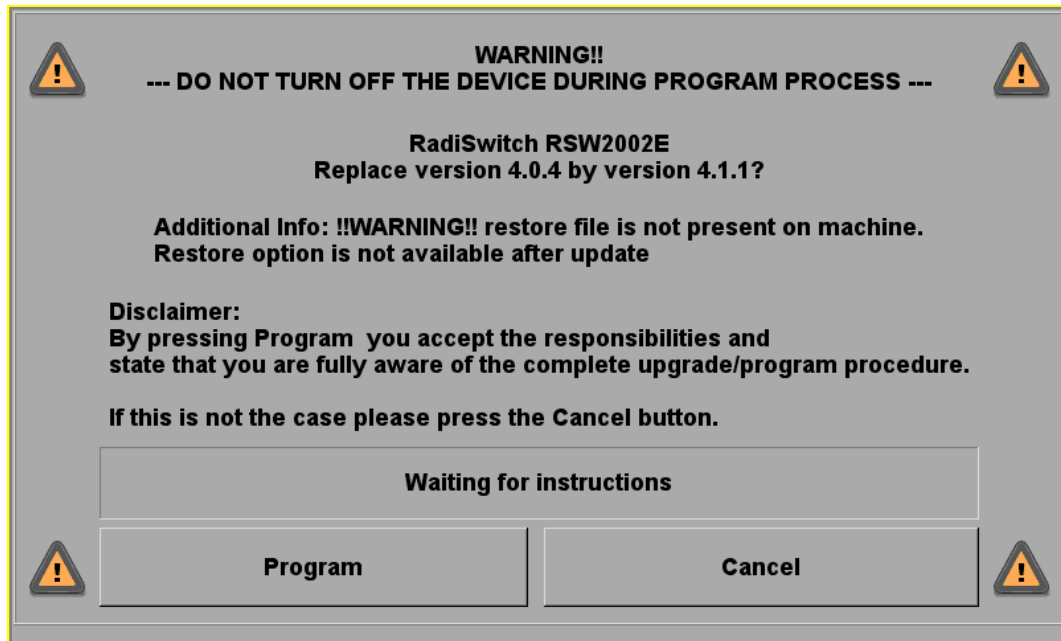 WARNING!!
--- DO NOT TURN OFF THE DEVICE DURING PROGRAM PROCESS ---
RadiSwitch RSW2002E
Replace version 4.0.4 by version 4.1.1?
Additional Info: !!WARNING!! restore file is not present on machine.
Restore option is not available after update
Disclaimer:
By pressing Program  you accept the responsibilities and
state that you are fully aware of the complete upgrade/program procedure.
If this is not the case please press the Cancel button.
Waiting for instructions
Program
Cancel